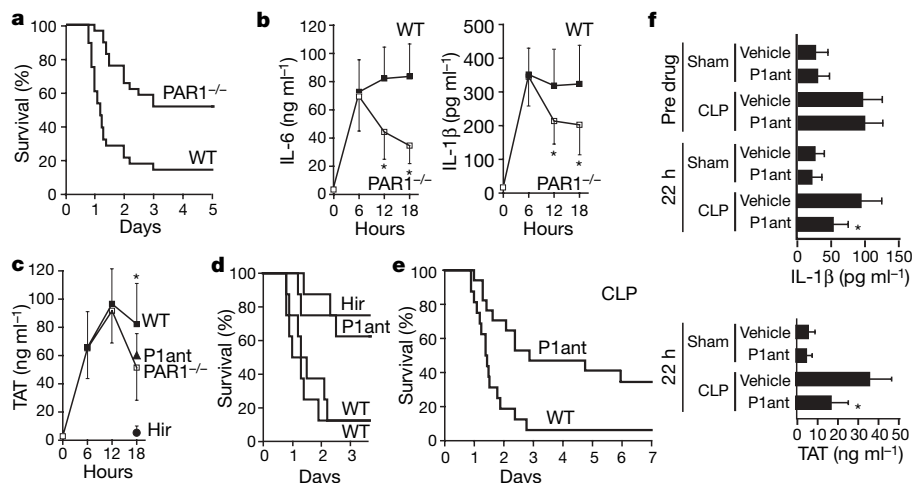 a
Survival (%)
100
80
60
40
20
0
PAR1⁻/⁻
WT
0 1 2 3 4 5
Days
b
IL-6 (ng ml⁻¹)
120
100
80
60
40
20
0
WT
* *
PAR1⁻/⁻
0 6 12 18
Hours
IL-1β (pg ml⁻¹)
500
400
300
200
100
0
WT
* *
PAR1⁻/⁻
0 6 12 18
Hours
c
TAT (ng ml⁻¹)
120
100
80
60
40
20
0
*
WT
P1ant
PAR1⁻/⁻
Hir
0 6 12 18
Hours
d
Survival (%)
100
80
60
40
20
0
Hir
P1ant
WT
WT
0 1 2 3
Days
e
Survival (%)
100
80
60
40
20
0
CLP
P1ant
WT
0 1 2 3 4 5 6 7
Days
f
Pre drug
Sham
Vehicle
P1ant
CLP
Vehicle
P1ant
22 h
Sham
Vehicle
P1ant
CLP
Vehicle
P1ant *
0 50 100 150
IL-1β (pg ml⁻¹)
22 h
Sham
Vehicle
P1ant
CLP
Vehicle
P1ant *
0 10 20 30 40 50
TAT (ng ml⁻¹)